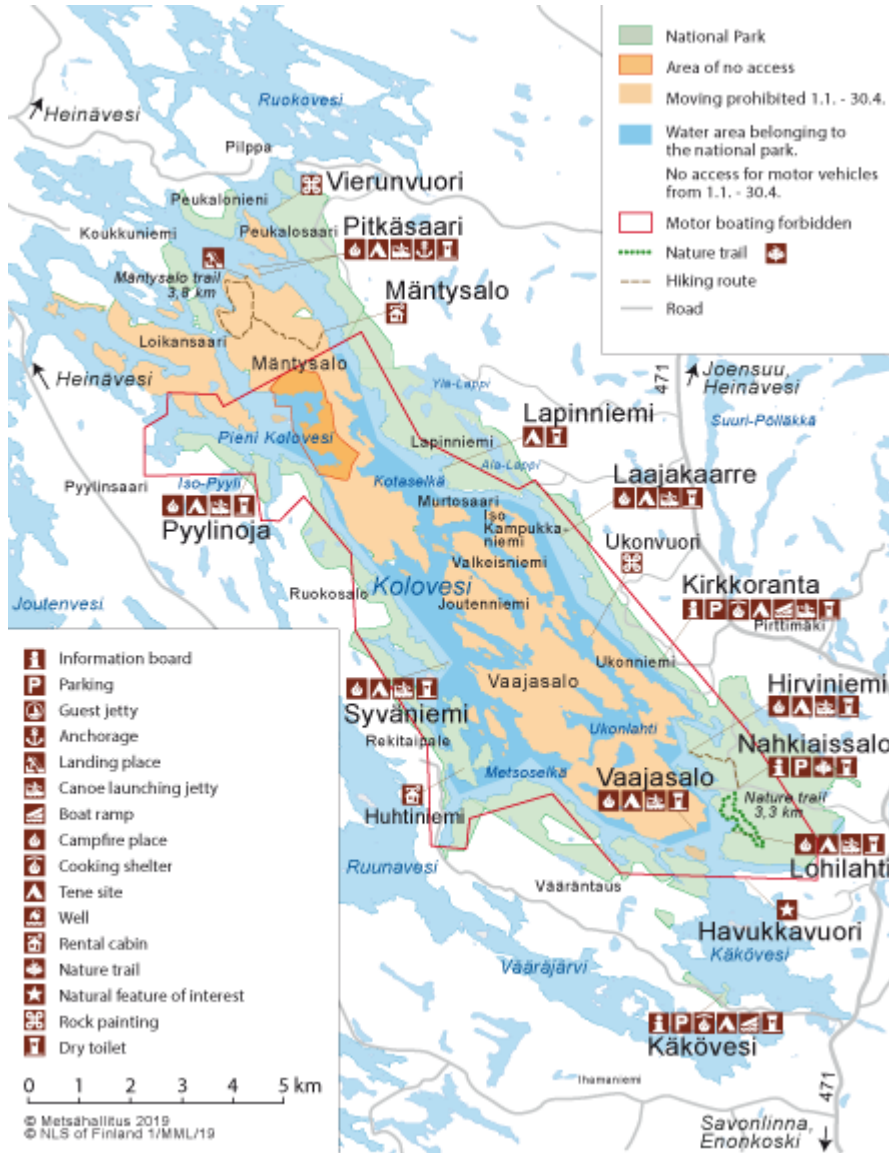 National Park
Area of no access
Moving prohibited 1.1. - 30.4.
Water area belonging to
the national park.
No access for motor vehicles
from 1.1. - 30.4.
Motor boating forbidden
Nature trail
Hiking route
Road
Heinävesi
Ruokovesi
Pilppa
Vierunvuori
Peukalonieni
Koukkuniemi
Peukalosaari
Pitkäsaari
Mäntysalo trail
3,8 km
Mäntysalo
Loikansaari
Mäntysalo
Heinävesi
471
Joensuu,
Heinävesi
Ylä-Lappi
Suuri-Pölläkkä
Lapinniemi
Pieni Kolovesi
Lapinniemi
Ala-Lappi
Kotaselkä
Laajakaarre
Pyylinsaari
Iso-Pyyli
Murtosaari
Iso
Kampukka-
niemi
Pyylinoja
Ukonvuori
Valkeisniemi
Kolovesi
Kirkkoranta
Ruokosalo
Joutenvesi
Joutenniemi
Pirttimäki
Ukonniemi
Vaajasalo
Hirviniemi
Syväniemi
Ukonlahti
Rekitaipale
Nahkiaissalo
Metsoselkä
Vaajasalo
Nature trail
3,3 km
Huhtiniemi
Lohilahti
Ruunavesi
Vääräntaus
Havukkavuori
Käkövesi
Vääräjärvi
Käkövesi
Ihamaniemi
471
Savonlinna,
Enonkoski
Information board
P Parking
Guest jetty
Anchorage
Landing place
Canoe launching jetty
Boat ramp
Campfire place
Cooking shelter
Tene site
Well
Rental cabin
Nature trail
Natural feature of interest
Rock painting
Dry toilet
0 1 2 3 4 5 km
© Metsähallitus 2019
© NLS of Finland 1/MML/19